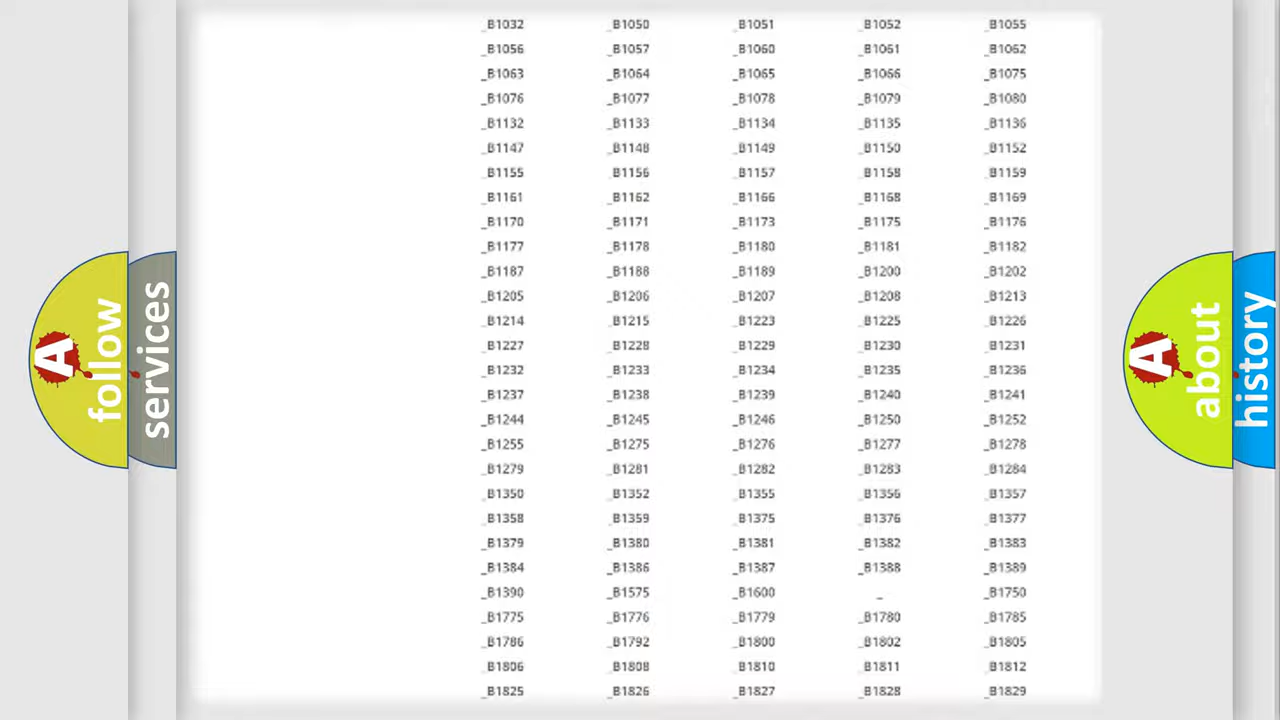 _B1032 _B1050 _B1051 _B1052 _B1055
_B1056 _B1057 _B1060 _B1061 _B1062
_B1063 _B1064 _B1065 _B1066 _B1075
_B1076 _B1077 _B1078 _B1079 _B1080
_B1132 _B1133 _B1134 _B1135 _B1136
_B1147 _B1148 _B1149 _B1150 _B1152
_B1155 _B1156 _B1157 _B1158 _B1159
_B1161 _B1162 _B1166 _B1168 _B1169
_B1170 _B1171 _B1173 _B1175 _B1176
_B1177 _B1178 _B1180 _B1181 _B1182
_B1187 _B1188 _B1189 _B1200 _B1202
_B1205 _B1206 _B1207 _B1208 _B1213
_B1214 _B1215 _B1223 _B1225 _B1226
_B1227 _B1228 _B1229 _B1230 _B1231
_B1232 _B1233 _B1234 _B1235 _B1236
_B1237 _B1238 _B1239 _B1240 _B1241
_B1244 _B1245 _B1246 _B1250 _B1252
_B1255 _B1275 _B1276 _B1277 _B1278
_B1279 _B1281 _B1282 _B1283 _B1284
_B1350 _B1352 _B1355 _B1356 _B1357
_B1358 _B1359 _B1375 _B1376 _B1377
_B1379 _B1380 _B1381 _B1382 _B1383
_B1384 _B1386 _B1387 _B1388 _B1389
_B1390 _B1575 _B1600 _ _B1750
_B1775 _B1776 _B1779 _B1780 _B1785
_B1786 _B1792 _B1800 _B1802 _B1805
_B1806 _B1808 _B1810 _B1811 _B1812
_B1825 _B1826 _B1827 _B1828 _B1829
A
follow
services
A
about
history